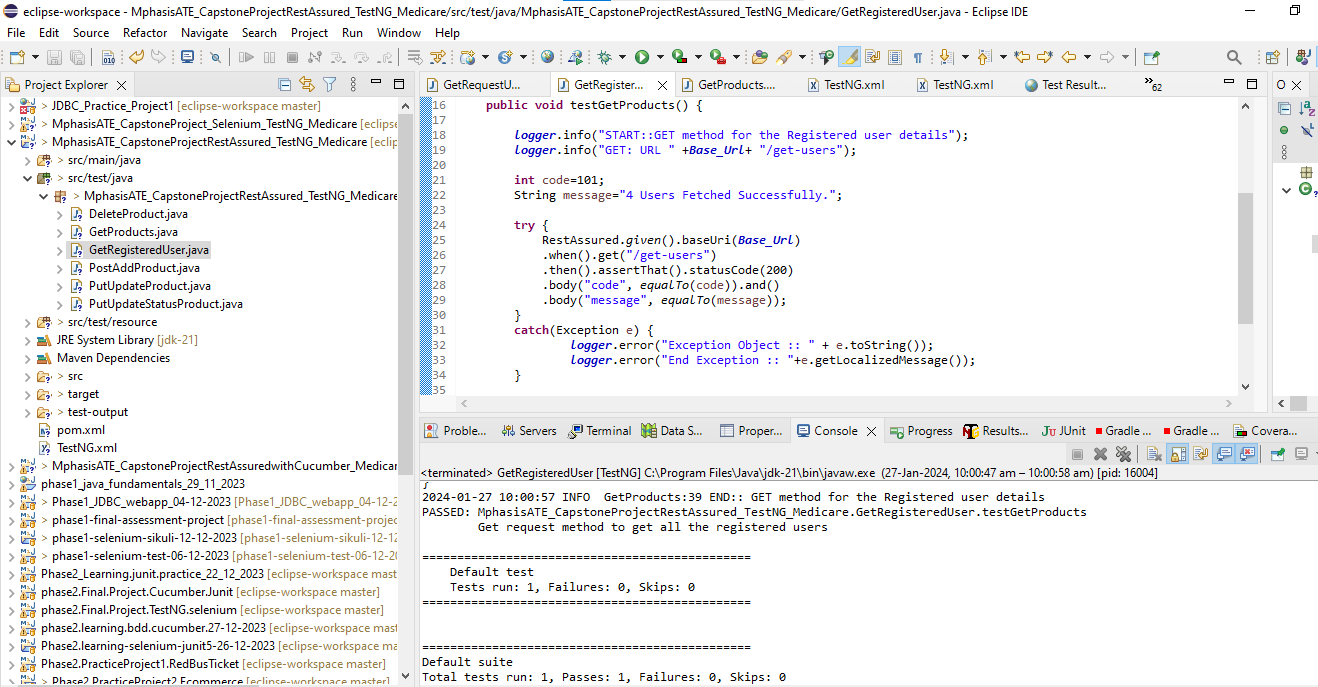 eclipse-workspace - MphasisATE_CapstoneProjectRestAssured_TestNG_Medicare/src/test/java/MphasisATE_CapstoneProjectRestAssured_TestNG_Medicare/GetRegisteredUser.java - Eclipse IDE
File Edit Source Refactor Navigate Search Project Run Window Help
Project Explorer
> JDBC_Practice_Project1 [eclipse-workspace master]
> MphasisATE_CapstoneProject_Selenium_TestNG_Medicare [eclips
> MphasisATE_CapstoneProjectRestAssured_TestNG_Medicare [eclip
> src/main/java
> src/test/java
> MphasisATE_CapstoneProjectRestAssured_TestNG_Medicare
DeleteProduct.java
GetProducts.java
GetRegisteredUser.java
PostAddProduct.java
PutUpdateProduct.java
PutUpdateStatusProduct.java
> src/test/resource
JRE System Library [jdk-21]
Maven Dependencies
> src
> target
> test-output
pom.xml
TestNG.xml
> MphasisATE_CapstoneProjectRestAssuredwithCucumber_Medicar
phase1_java_fundamentals_29_11_2023
> Phase1_JDBC_webapp_04-12-2023 [Phase1_JDBC_webapp_04-12-2
> phase1-final-assessment-project [phase1-final-assessment-projec
> phase1-selenium-sikuli-12-12-2023 [phase1-selenium-sikuli-12-12
> phase1-selenium-test-06-12-2023 [phase1-selenium-test-06-12-20
Phase2_Learning.junit.practice_22_12_2023 [eclipse-workspace mast
phase2.Final.Project.Cucumber.Junit [eclipse-workspace master]
phase2.Final.Project.TestNG.selenium [eclipse-workspace master]
phase2.learning.bdd.cucumber.27-12-2023 [eclipse-workspace mast
Phase2.learning-selenium-junit5-26-12-2023 [eclipse-workspace ma
Phase2.PracticeProject1.RedBusTicket [eclipse-workspace master]
Phase2.PracticeProject2.Ecommerce [eclipse-workspace master]
GetRequestU... GetRegister... GetProducts.... TestNG.xml TestNG.xml Test Result... »62
O
16 public void testGetProducts() {
17
18 logger.info("START::GET method for the Registered user details");
19 logger.info("GET: URL " +Base_Url+ "/get-users");
20
21 int code=101;
22 String message="4 Users Fetched Successfully.";
23
24 try {
25 RestAssured.given().baseUri(Base_Url)
26 .when().get("/get-users")
27 .then().assertThat().statusCode(200)
28 .body("code", equalTo(code)).and()
29 .body("message", equalTo(message));
30 }
31 catch(Exception e) {
32 logger.error("Exception Object :: " + e.toString());
33 logger.error("End Exception :: "+e.getLocalizedMessage());
34 }
35
Proble... Servers Terminal Data S... Proper... Console Progress Results... JUnit Gradle ... Gradle ... Covera...
<terminated> GetRegisteredUser [TestNG] C:\Program Files\Java\jdk-21\bin\javaw.exe (27-Jan-2024, 10:00:47 am – 10:00:58 am) [pid: 16004]
}
2024-01-27 10:00:57 INFO  GetProducts:39 END:: GET method for the Registered user details
PASSED: MphasisATE_CapstoneProjectRestAssured_TestNG_Medicare.GetRegisteredUser.testGetProducts
Get request method to get all the registered users
===============================================
Default test
Tests run: 1, Failures: 0, Skips: 0
===============================================
===============================================
Default suite
Total tests run: 1, Passes: 1, Failures: 0, Skips: 0